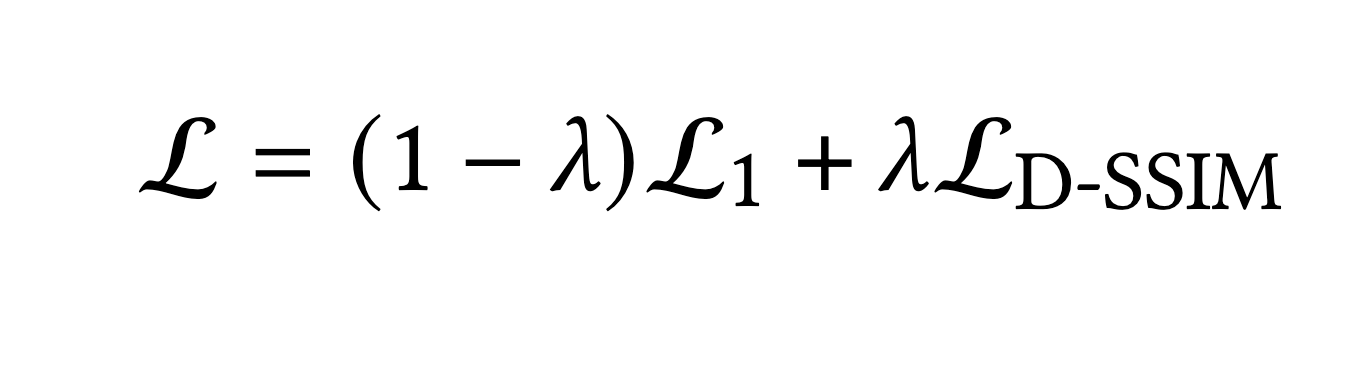 ℒ = (1 − λ)ℒ₁ + λℒ_D-SSIM